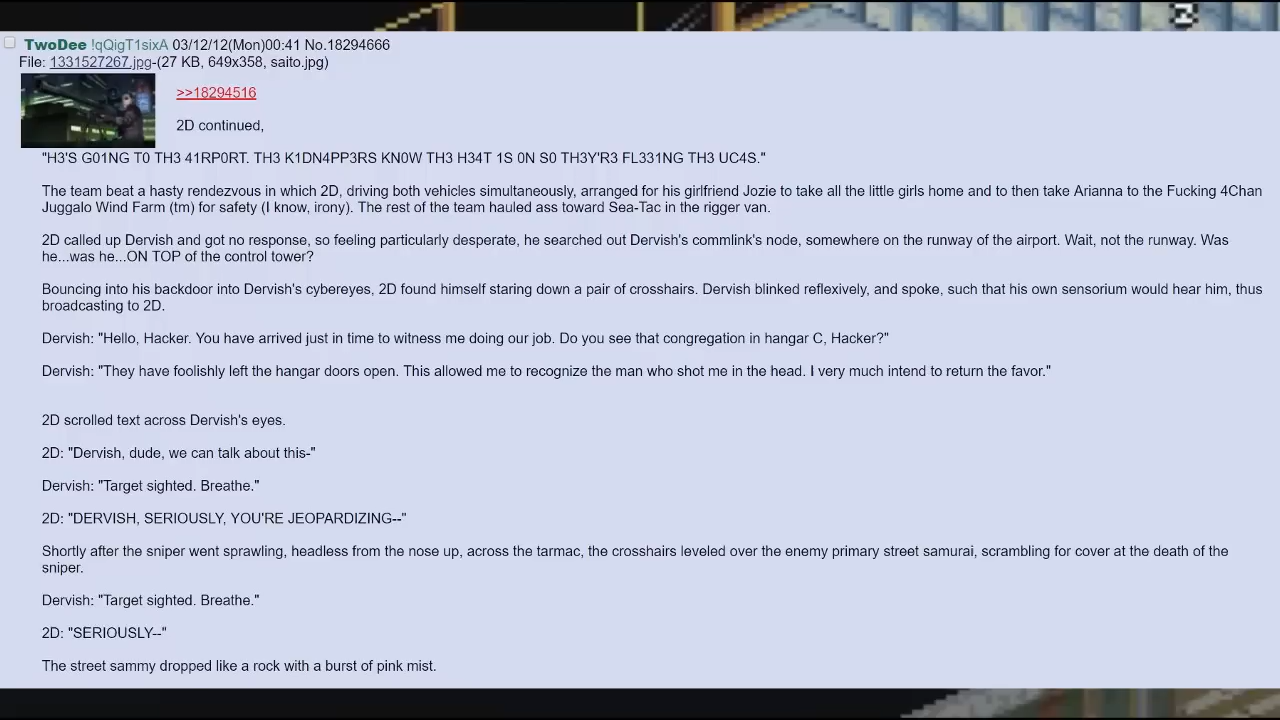 TwoDee !qQigT1sixA 03/12/12(Mon)00:41 No.18294666
File: 1331527267.jpg-(27 KB, 649x358, saito.jpg)
>>18294516
2D continued,
"H3'S G01NG T0 TH3 41RP0RT. TH3 K1DN4PP3RS KN0W TH3 H34T 1S 0N S0 TH3Y'R3 FL331NG TH3 UC4S."
The team beat a hasty rendezvous in which 2D, driving both vehicles simultaneously, arranged for his girlfriend Jozie to take all the little girls home and to then take Arianna to the Fucking 4Chan
Juggalo Wind Farm (tm) for safety (I know, irony). The rest of the team hauled ass toward Sea-Tac in the rigger van.
2D called up Dervish and got no response, so feeling particularly desperate, he searched out Dervish's commlink's node, somewhere on the runway of the airport. Wait, not the runway. Was
he...was he...ON TOP of the control tower?
Bouncing into his backdoor into Dervish's cybereyes, 2D found himself staring down a pair of crosshairs. Dervish blinked reflexively, and spoke, such that his own sensorium would hear him, thus
broadcasting to 2D.
Dervish: "Hello, Hacker. You have arrived just in time to witness me doing our job. Do you see that congregation in hangar C, Hacker?"
Dervish: "They have foolishly left the hangar doors open. This allowed me to recognize the man who shot me in the head. I very much intend to return the favor."
2D scrolled text across Dervish's eyes.
2D: "Dervish, dude, we can talk about this-"
Dervish: "Target sighted. Breathe."
2D: "DERVISH, SERIOUSLY, YOU'RE JEOPARDIZING--"
Shortly after the sniper went sprawling, headless from the nose up, across the tarmac, the crosshairs leveled over the enemy primary street samurai, scrambling for cover at the death of the
sniper.
Dervish: "Target sighted. Breathe."
2D: "SERIOUSLY--"
The street sammy dropped like a rock with a burst of pink mist.